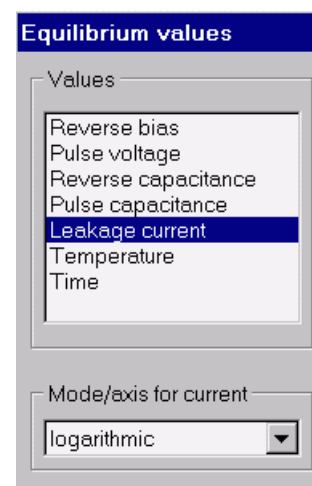 Equilibrium values
Values
Reverse bias
Pulse voltage
Reverse capacitance
Pulse capacitance
Leakage current
Temperature
Time
Mode/axis for current
logarithmic